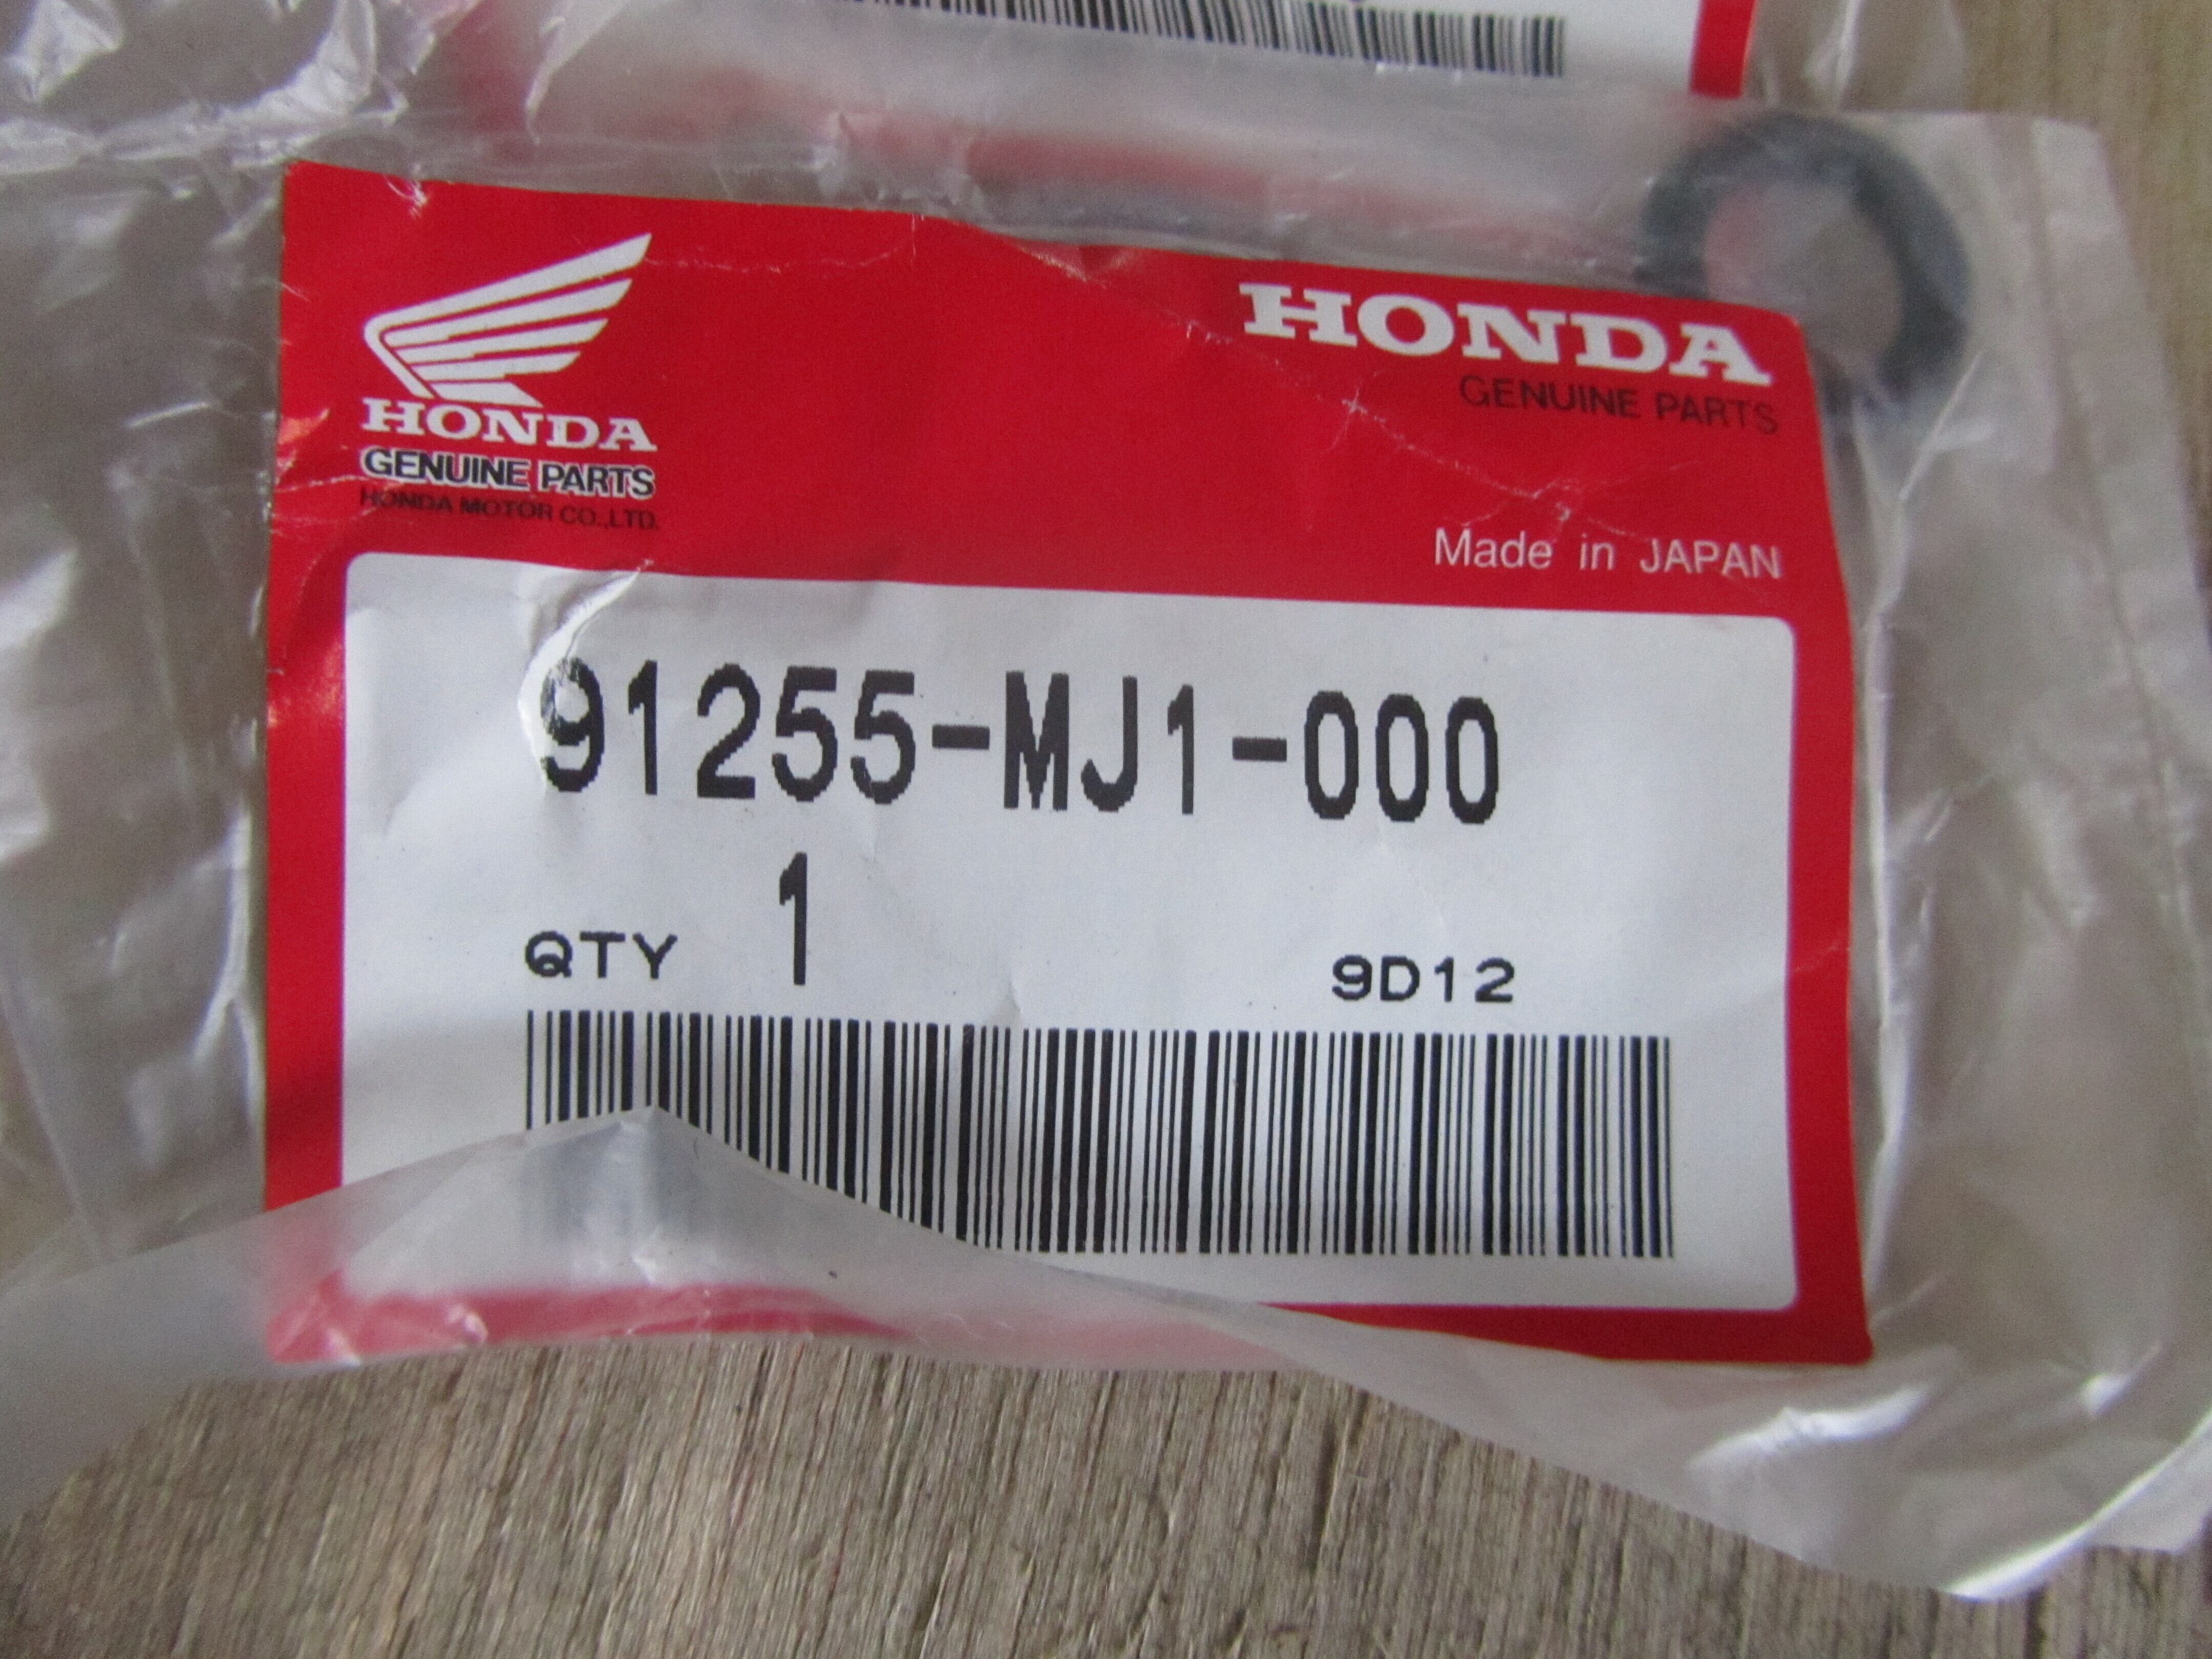 HONDA
GENUINE PARTS
HONDA MOTOR CO.,LTD.
HONDA
GENUINE PARTS
Made in JAPAN
91255-MJ1-000
QTY 1 9D12